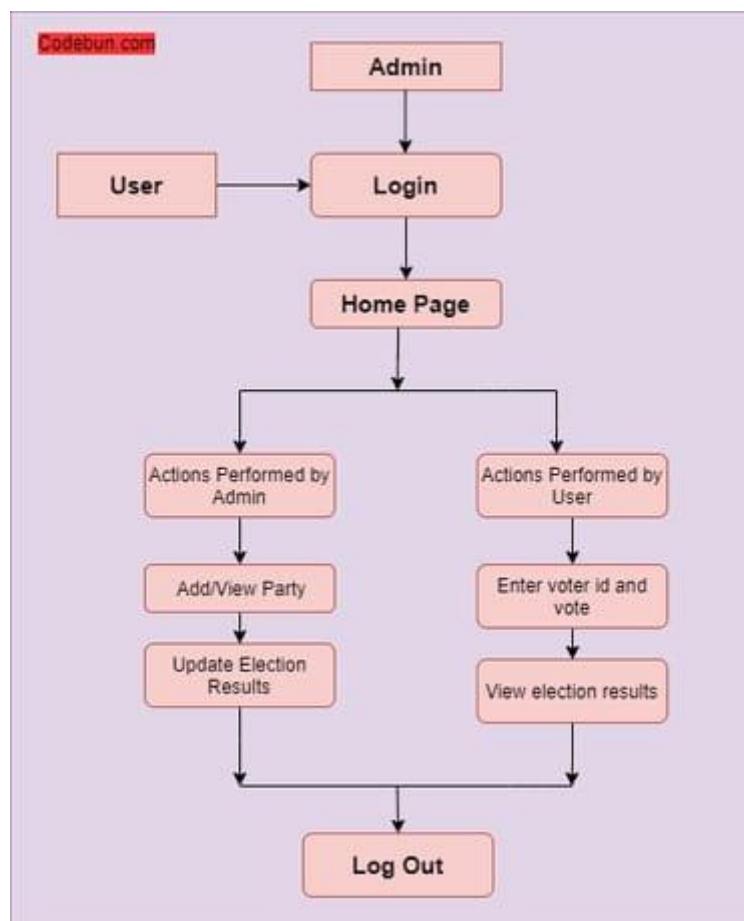 Codebun.com
Admin
User
Login
Home Page
Actions Performed by
Admin
Actions Performed by
User
Add/View Party
Enter voter id and
vote
Update Election
Results
View election results
Log Out